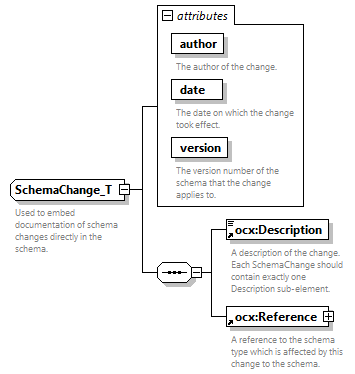 attributes
author
The author of the change.
date
The date on which the change
took effect.
version
The version number of the
schema that the change
applies to.
SchemaChange_T
Used to embed
documentation of schema
changes directly in the
schema.
ocx:Description
A description of the change.
Each SchemaChange should
contain exactly one
Description sub-element.
ocx:Reference
A reference to the schema
type which is affected by this
change to the schema.